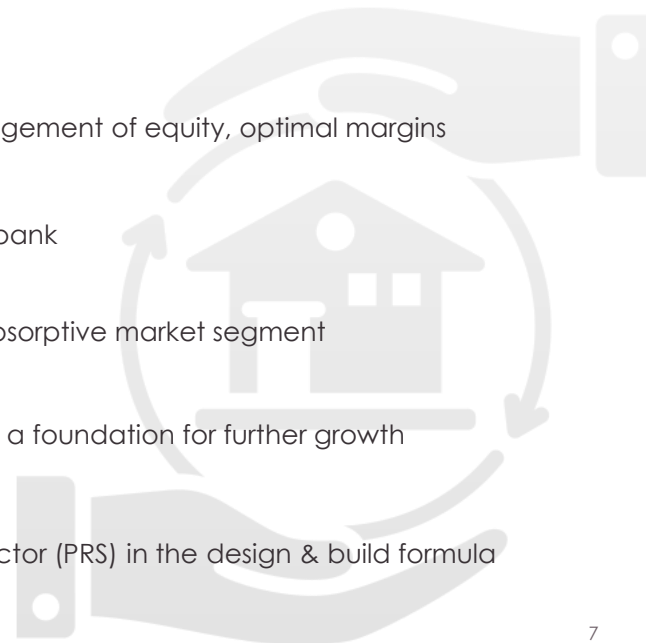 gement of equity, optimal margins
bank
bsorptive market segment
a foundation for further growth
ctor (PRS) in the design & build formula
7